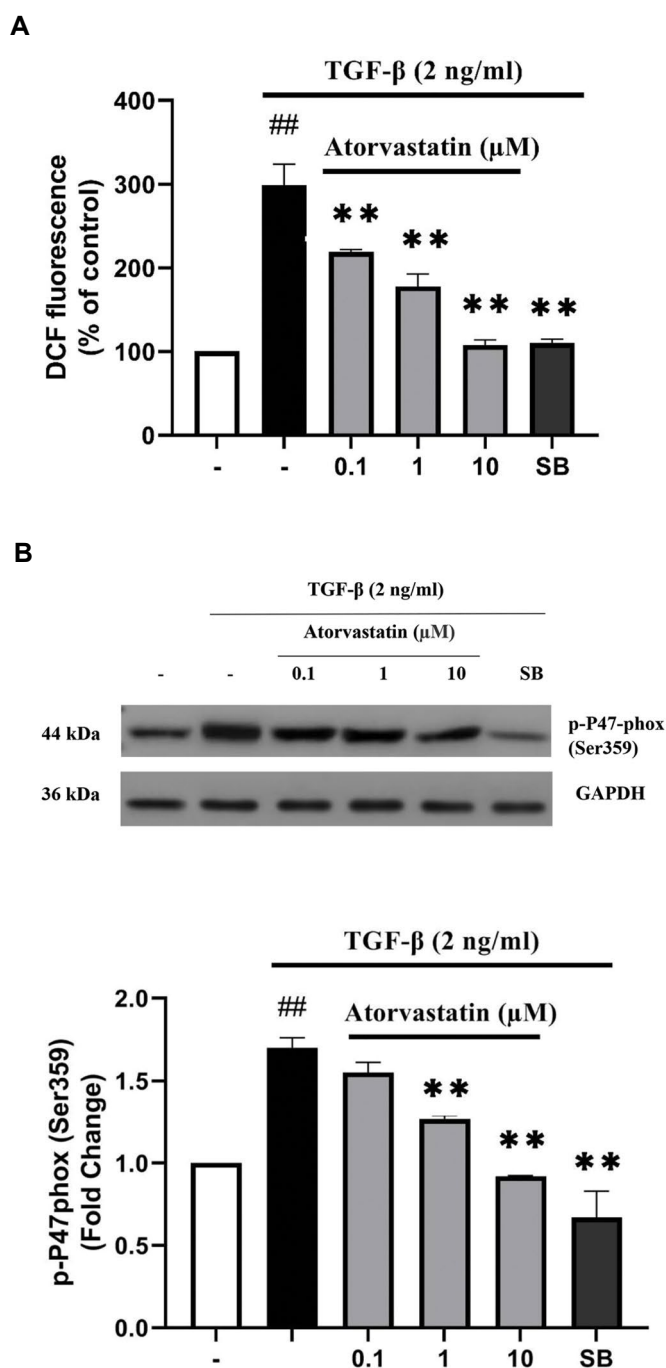 A
TGF-β (2 ng/ml)
##
Atorvastatin (μM)
** ** ** **
DCF fluorescence
(% of control)
400
300
200
100
0
- - 0.1 1 10 SB
B
TGF-β (2 ng/ml)
Atorvastatin (μM)
- - 0.1 1 10 SB
44 kDa
p-P47-phox
(Ser359)
36 kDa
GAPDH
TGF-β (2 ng/ml)
##
Atorvastatin (μM)
** ** **
p-P47phox (Ser359)
(Fold Change)
2.0
1.5
1.0
0.5
0.0
- 0.1 1 10 SB